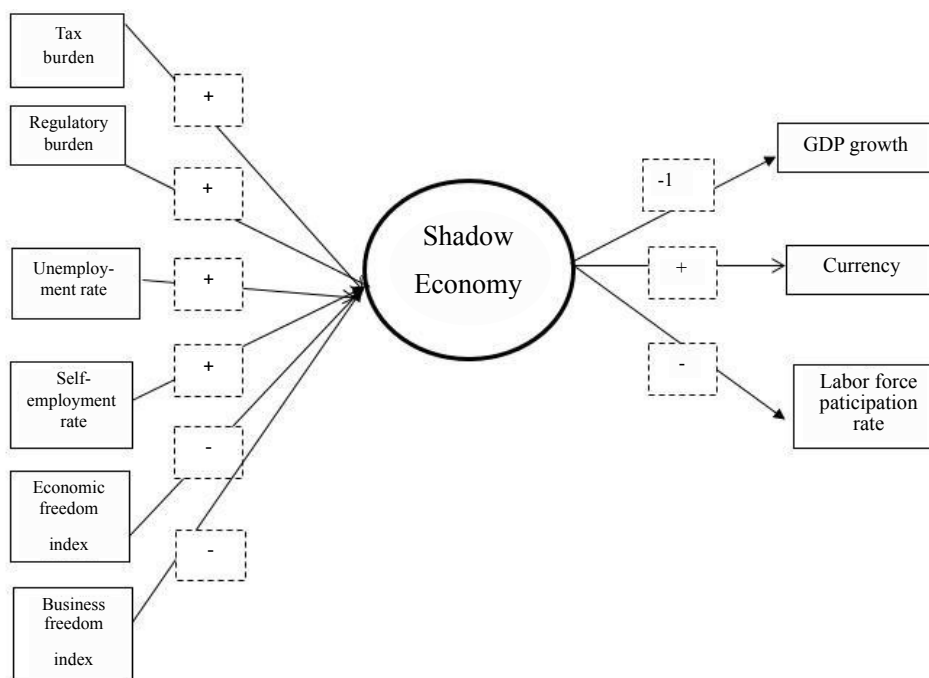 Tax
burden
+
Regulatory
burden
+
Unemploy-
ment rate
+
Self-
employment
rate
+
Economic
freedom
index
-
Business
freedom
index
-
Shadow
Economy
-1
GDP growth
+
Currency
-
Labor force
paticipation
rate